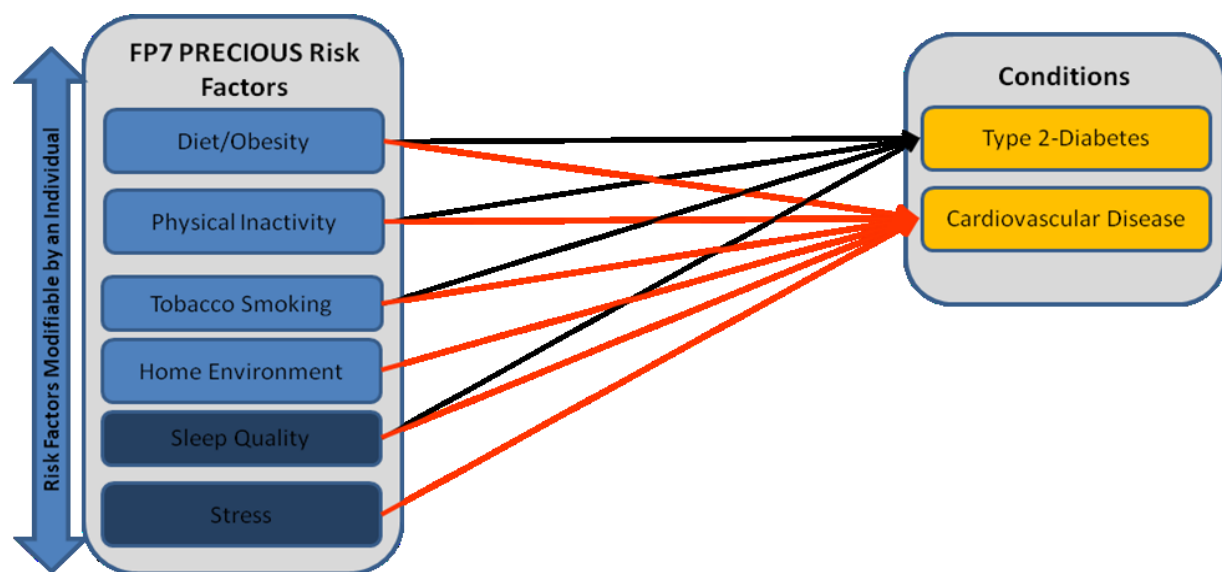 Risk Factors Modifiable by an Individual
FP7 PRECIOUS Risk
Factors
Diet/Obesity
Physical Inactivity
Tobacco Smoking
Home Environment
Sleep Quality
Stress
Conditions
Type 2-Diabetes
Cardiovascular Disease